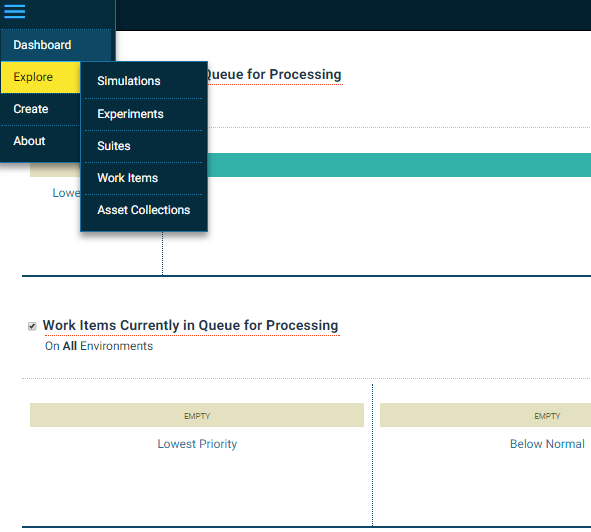 Dashboard
Explore
Create
About
Simulations
Experiments
Suites
Work Items
Asset Collections
Queue for Processing
Lowe
Work Items Currently in Queue for Processing
On All Environments
EMPTY
EMPTY
Lowest Priority
Below Normal